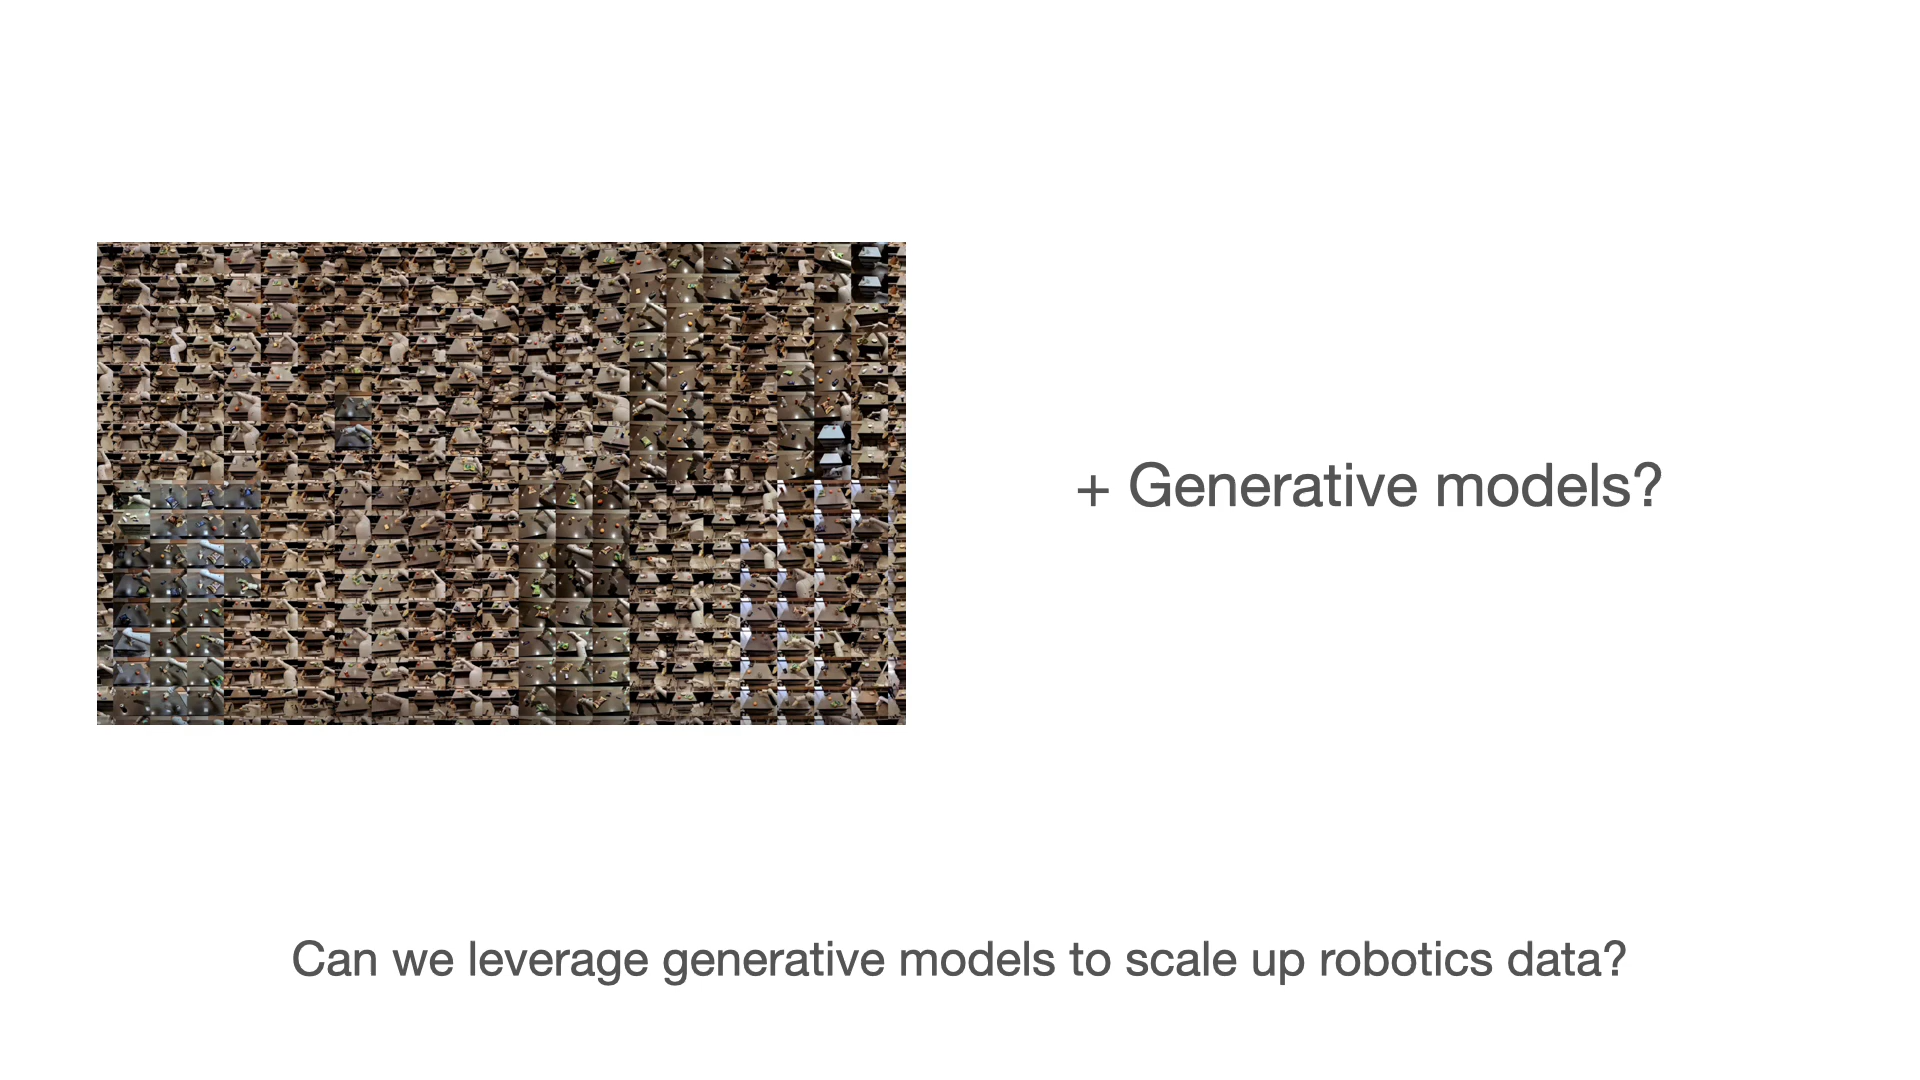 + Generative models?
Can we leverage generative models to scale up robotics data?